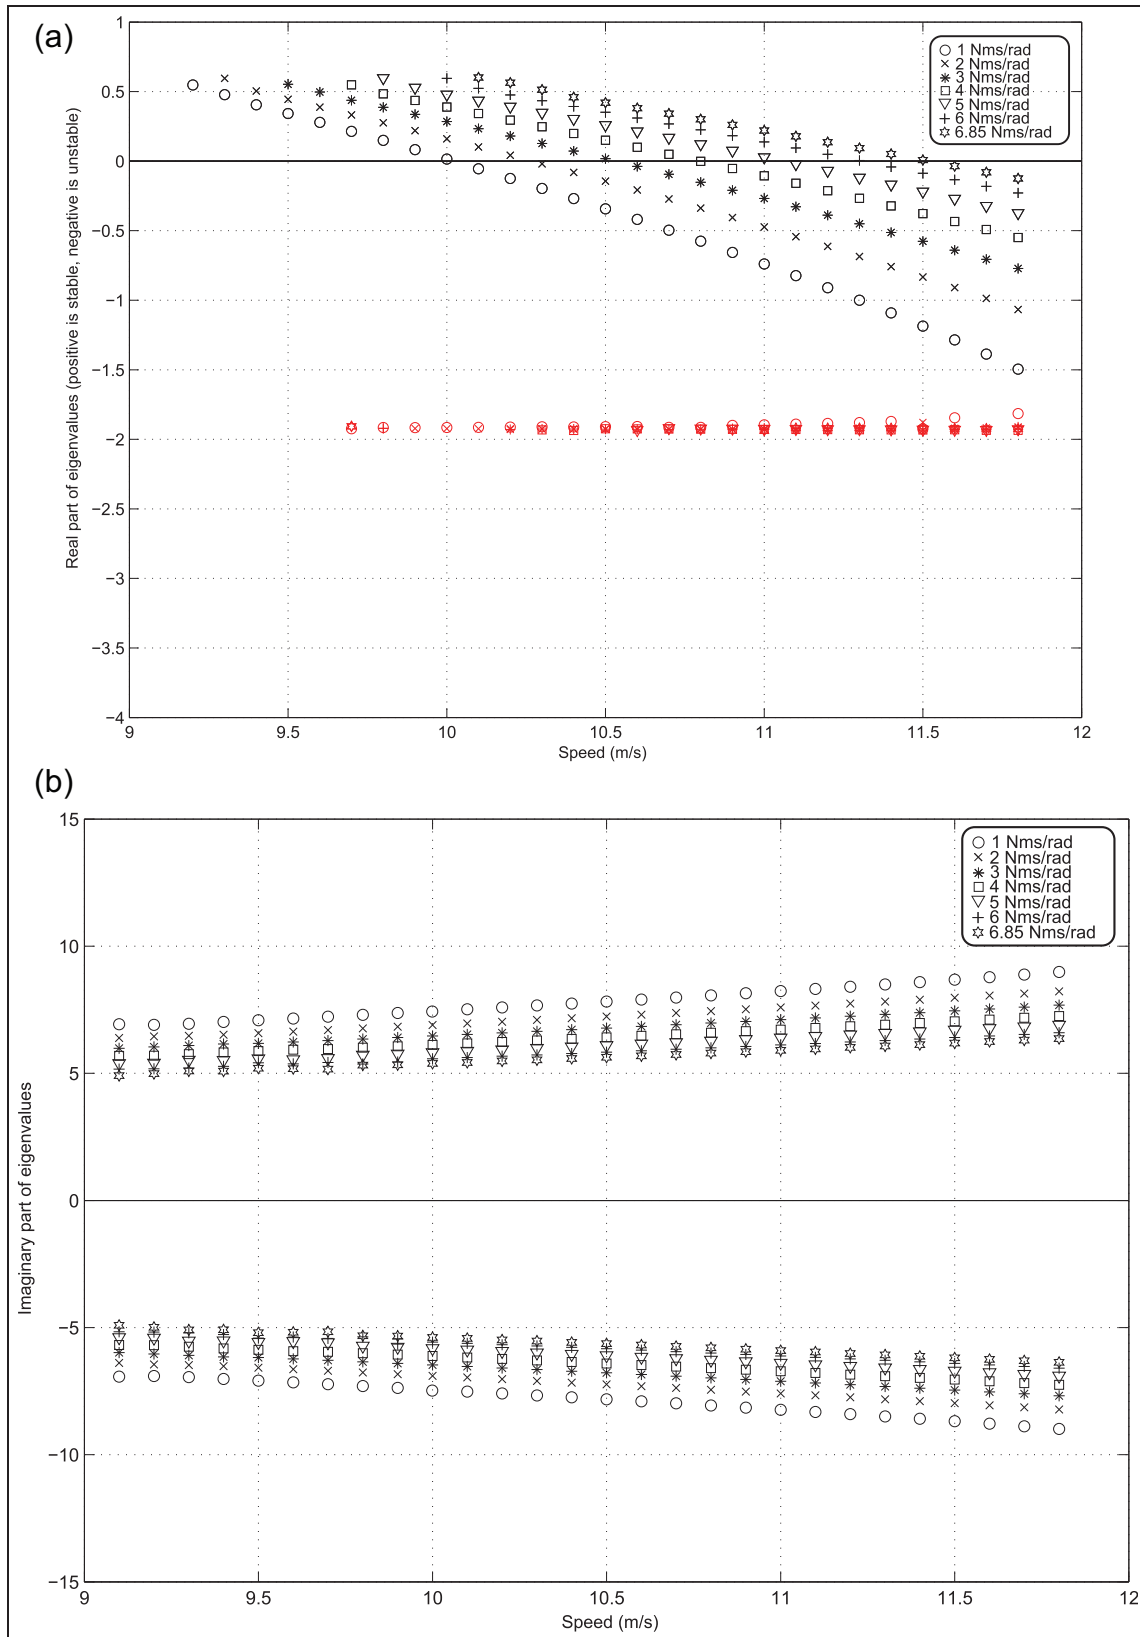 (a)
1
0.5
0
−0.5
−1
−1.5
−2
−2.5
−3
−3.5
−4
Real part of eigenvalues (positive is stable, negative is unstable)
1 Nms/rad
2 Nms/rad
3 Nms/rad
4 Nms/rad
5 Nms/rad
6 Nms/rad
6.85 Nms/rad
9 9.5 10 10.5 11 11.5 12
Speed (m/s)
(b)
15
10
5
0
−5
−10
−15
Imaginary part of eigenvalues
1 Nms/rad
2 Nms/rad
3 Nms/rad
4 Nms/rad
5 Nms/rad
6 Nms/rad
6.85 Nms/rad
9 9.5 10 10.5 11 11.5 12
Speed (m/s)